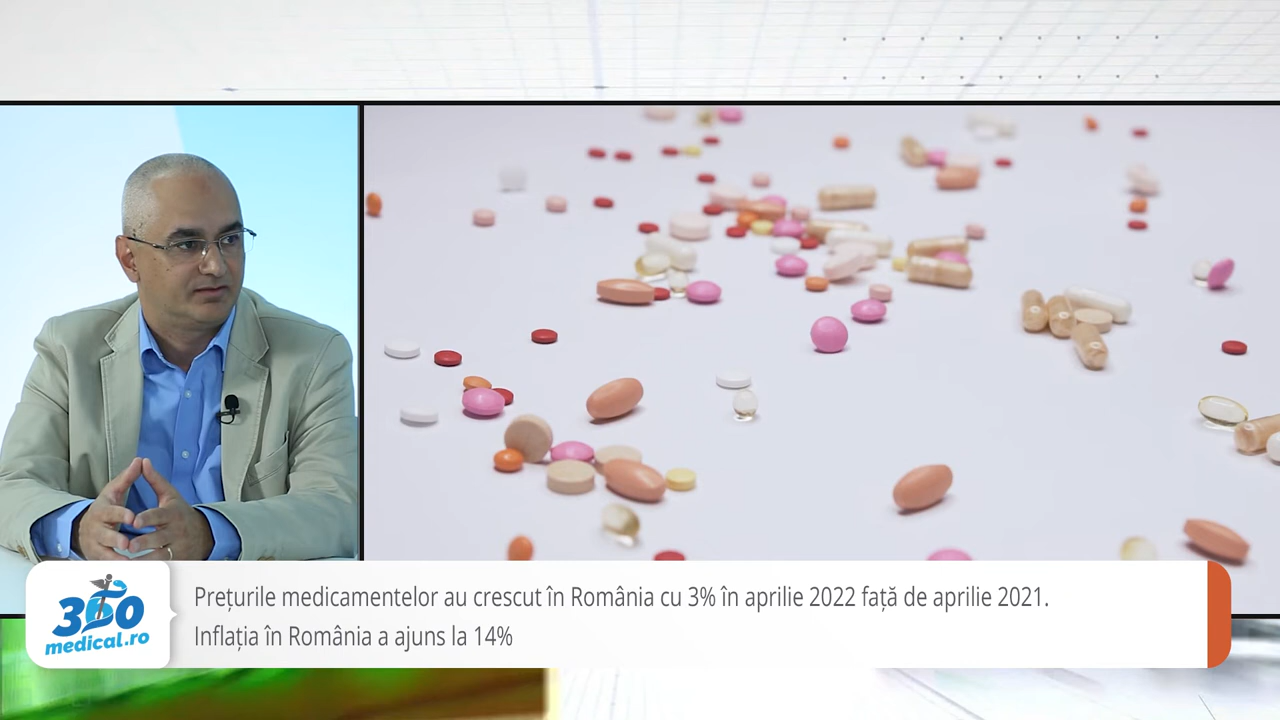 360
medical.ro
Prețurile medicamentelor au crescut în România cu 3% în aprilie 2022 față de aprilie 2021.
Inflația în România a ajuns la 14%